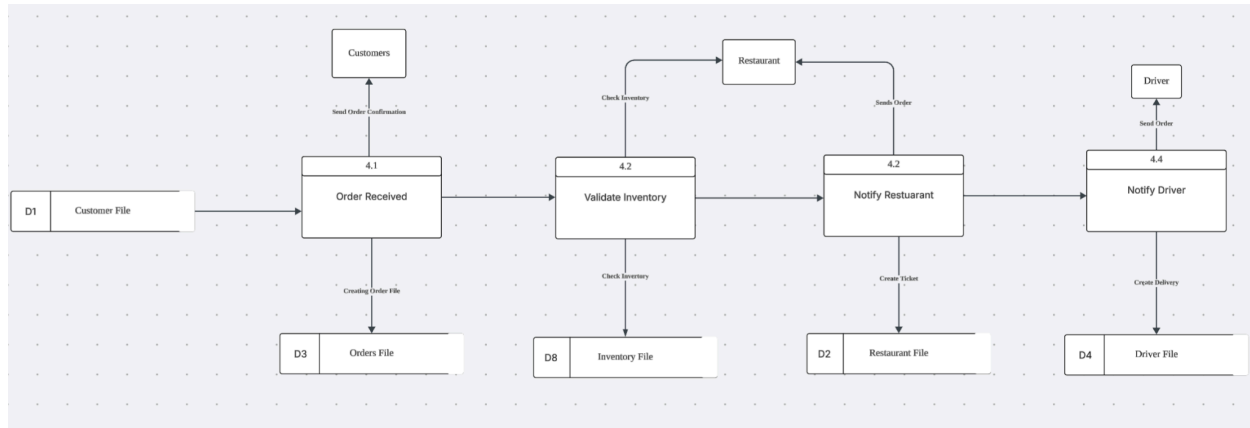 Customers
Restaurant
Driver
Check Inventory
Sends Order
Send Order Confirmation
Send Order
4.1
4.2
4.2
4.4
Order Received
Validate Inventory
Notify Restuarant
Notify Driver
D1
Customer File
Creating Order File
Check Inventory
Create Ticket
Create Delivery
D3
Orders File
D8
Inventory File
D2
Restaurant File
D4
Driver File